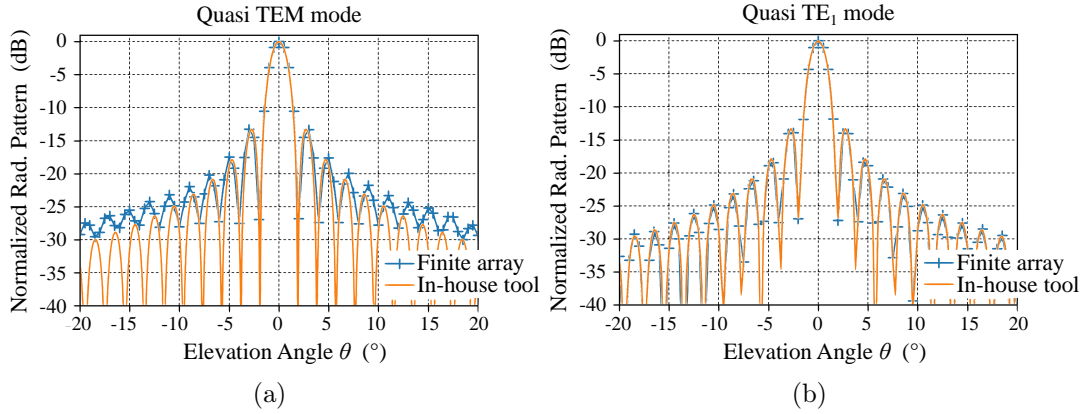 Quasi TEM mode
Normalized Rad. Pattern (dB)
0
-5
-10
-15
-20
-25
-30
-35
-40
Finite array
In-house tool
-20 -15 -10 -5 0 5 10 15 20
Elevation Angle θ (°)
(a)
Quasi TE₁ mode
Normalized Rad. Pattern (dB)
0
-5
-10
-15
-20
-25
-30
-35
-40
Finite array
In-house tool
-20 -15 -10 -5 0 5 10 15 20
Elevation Angle θ (°)
(b)